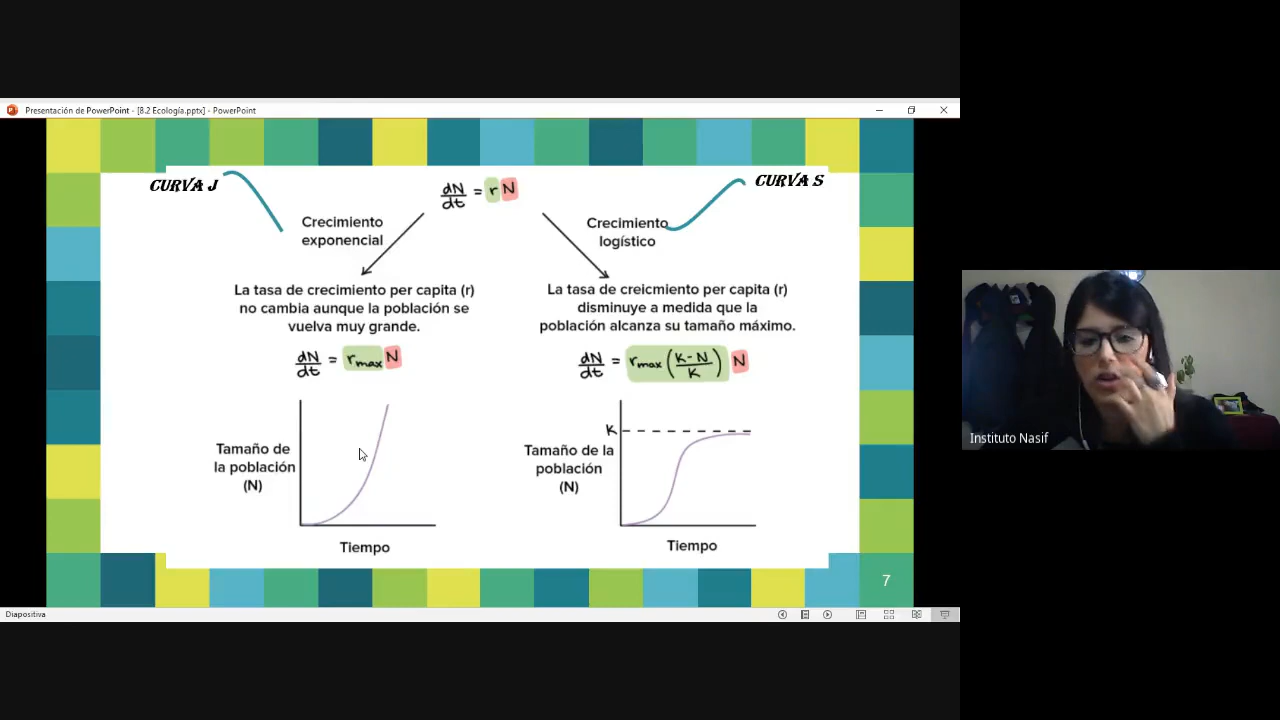 Presentación de PowerPoint - [8.2 Ecología.pptx] - PowerPoint
CURVA J
dN/dt = r N
CURVA S
Crecimiento
exponencial
Crecimiento
logístico
La tasa de crecimiento per capita (r)
no cambia aunque la población se
vuelva muy grande.
La tasa de creicmiento per capita (r)
disminuye a medida que la
población alcanza su tamaño máximo.
dN/dt = rmax N
dN/dt = rmax (K-N/K) N
Tamaño de
la población
(N)
Tiempo
K
Tamaño de la
población
(N)
Tiempo
7
Diapositiva
Instituto Nasif